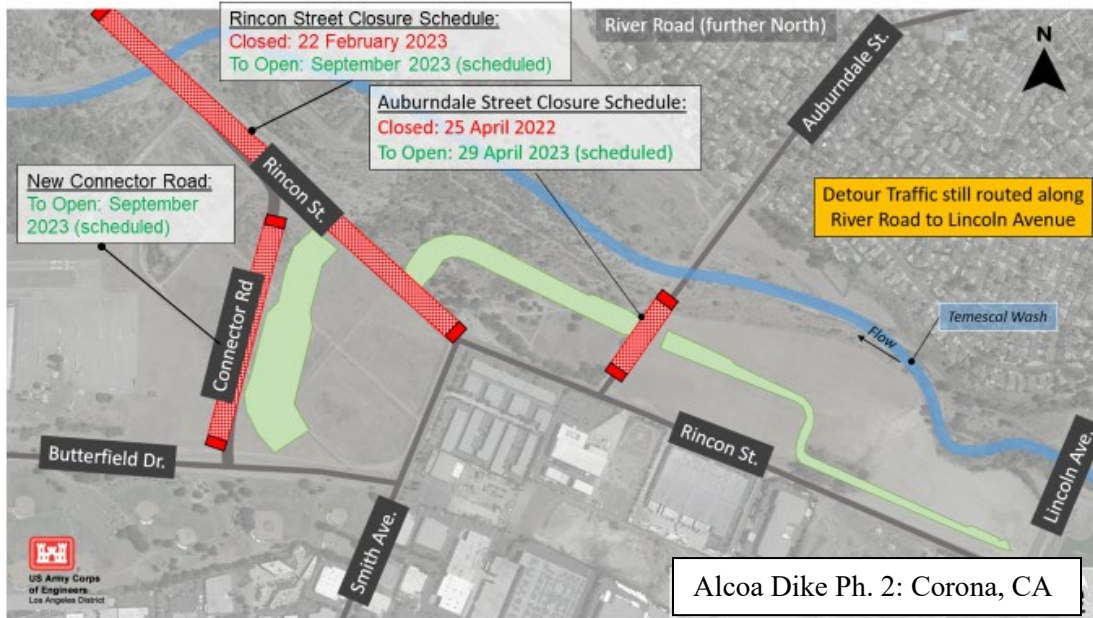 Rincon Street Closure Schedule:
Closed: 22 February 2023
To Open: September 2023 (scheduled)
River Road (further North)
Auburndale St.
N
Auburndale Street Closure Schedule:
Closed: 25 April 2022
To Open: 29 April 2023 (scheduled)
New Connector Road:
To Open: September
2023 (scheduled)
Rincon St.
Detour Traffic still routed along
River Road to Lincoln Avenue
Connector Rd
Temescal Wash
Flow
Butterfield Dr.
Rincon St.
Lincoln Ave.
Smith Ave.
US Army Corps
of Engineers
Los Angeles District
Alcoa Dike Ph. 2: Corona, CA